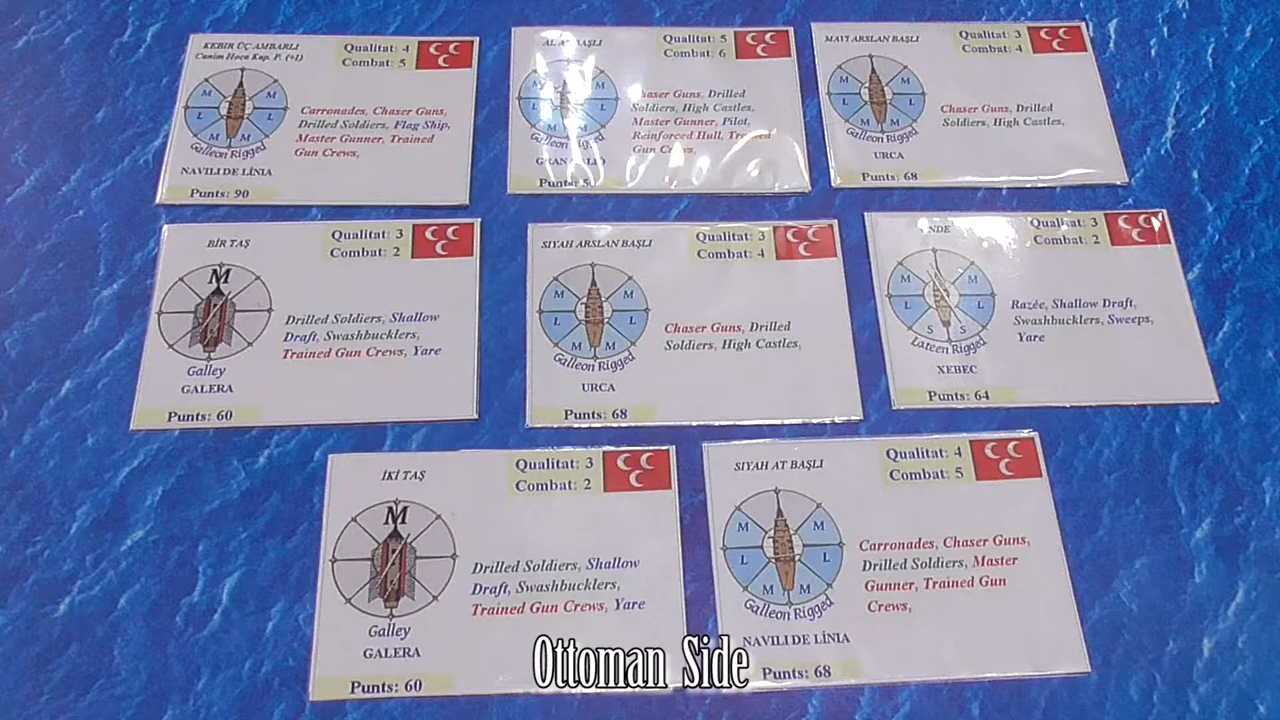 KEBIR ÜÇ AMBARLI
Canim Hoca Kap. P. (+1)
Qualitat: 4
Combat: 5
M M
L L
M M
Galleon Rigged
Carronades, Chaser Guns,
Drilled Soldiers, Flag Ship,
Master Gunner, Trained
Gun Crews,
NAVILI DE LÍNIA
Punts: 90
BAŞLI
Qualitat: 5
Combat: 6
M
L
M M
Galleon Rigged
Chaser Guns, Drilled
Soldiers, High Castles,
Master Gunner, Pilot,
Reinforced Hull, Trained
Gun Crews,
Punts:
MAVI ARSLAN BAŞLI
Qualitat: 3
Combat: 4
M M
L L
M M
Galleon Rigged
Chaser Guns, Drilled
Soldiers, High Castles,
URCA
Punts: 68
BİR TAŞ
Qualitat: 3
Combat: 2
M
Galley
Drilled Soldiers, Shallow
Draft, Swashbucklers,
Trained Gun Crews, Yare
GALERA
Punts: 60
SIYAH ARSLAN BAŞLI
Qualitat: 3
Combat: 4
M M
L L
M M
Galleon Rigged
Chaser Guns, Drilled
Soldiers, High Castles,
URCA
Punts: 68
Qualitat: 3
Combat: 2
M M
L L
S S
Lateen Rigged
Razée, Shallow Draft,
Swashbucklers, Sweeps,
Yare
XEBEC
Punts: 64
İKİ TAŞ
Qualitat: 3
Combat: 2
M
Galley
Drilled Soldiers, Shallow
Draft, Swashbucklers,
Trained Gun Crews, Yare
GALERA
Punts: 60
SIYAH AT BAŞLI
Qualitat: 4
Combat: 5
M M
L L
M M
Galleon Rigged
Carronades, Chaser Guns,
Drilled Soldiers, Master
Gunner, Trained Gun
Crews,
NAVILI DE LÍNIA
Punts: 68
Ottoman Side